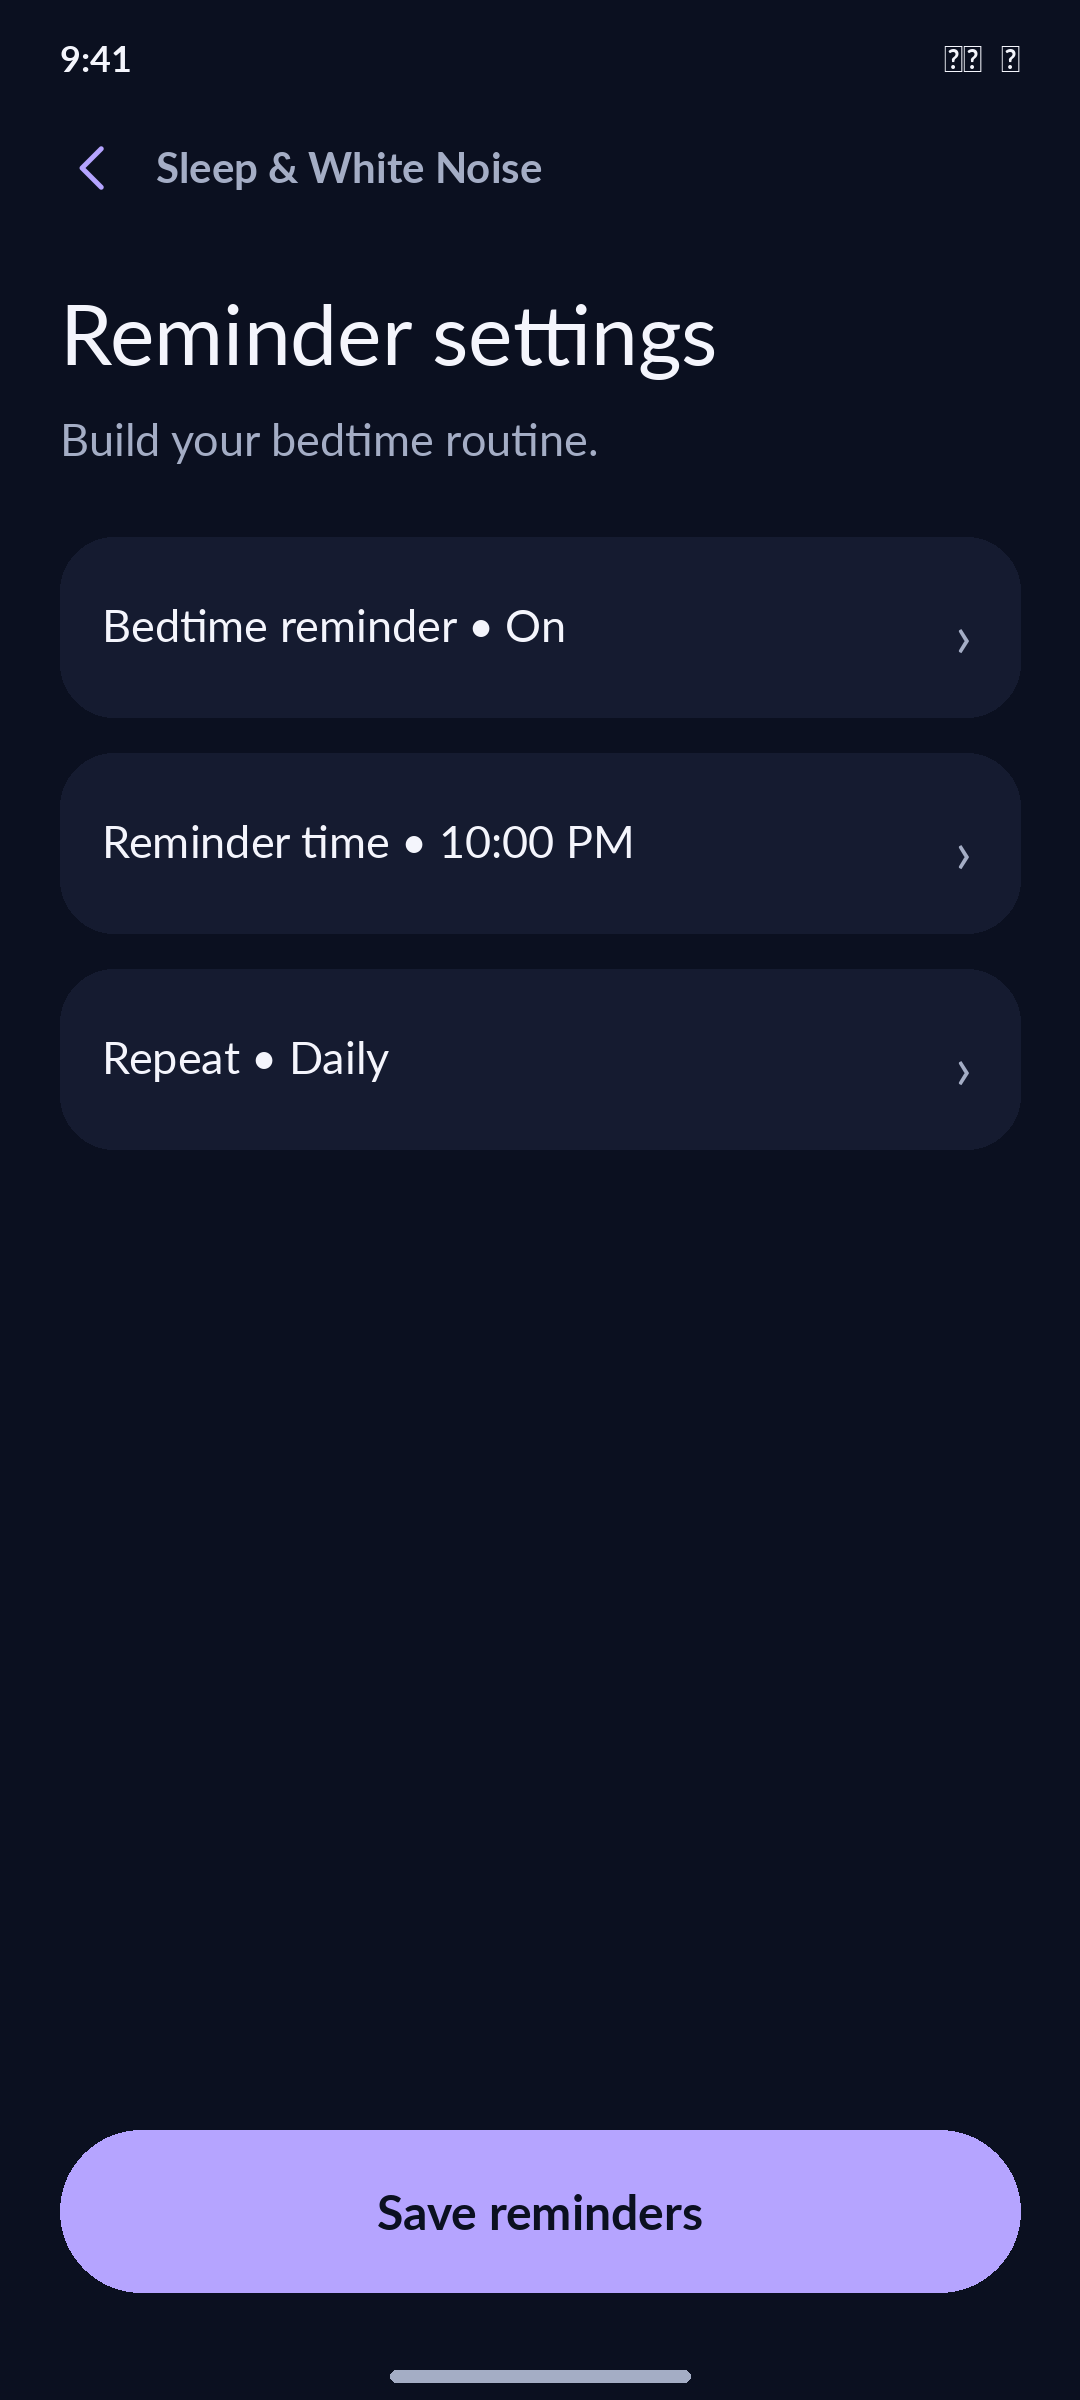 9:41
Sleep & White Noise
Reminder settings
Build your bedtime routine.
Bedtime reminder • On
›
Reminder time • 10:00 PM
›
Repeat • Daily
›
Save reminders